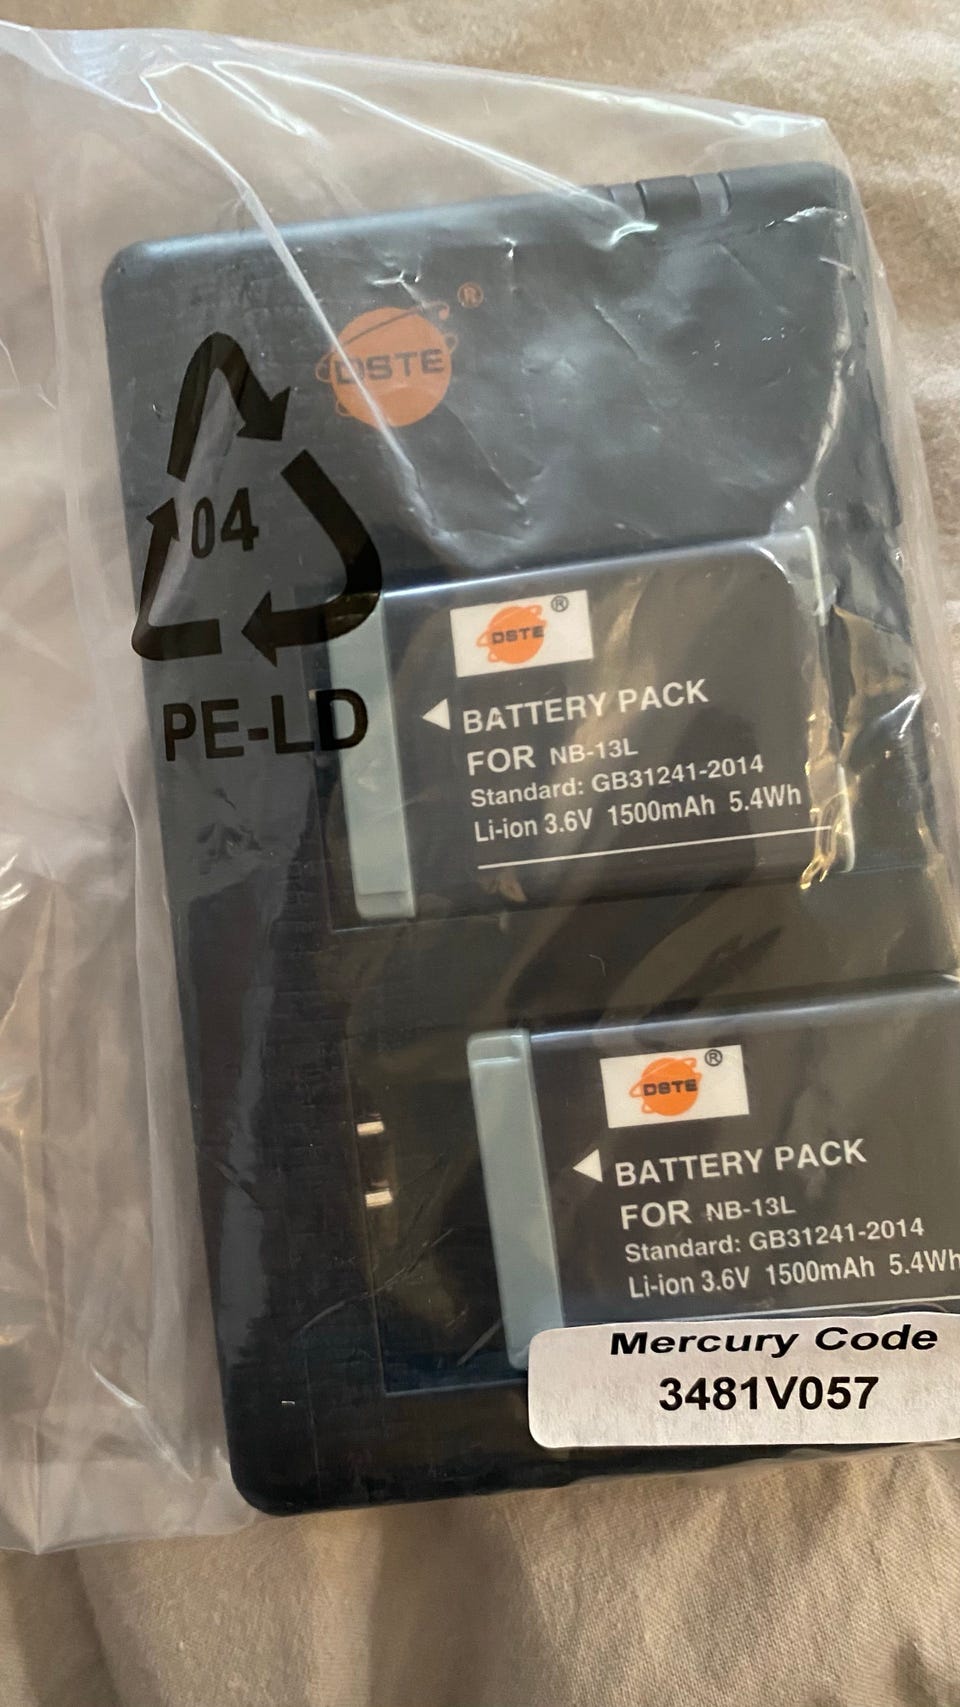 DSTE ®
04
PE-LD
DSTE ®
BATTERY PACK
FOR NB-13L
Standard: GB31241-2014
Li-ion 3.6V 1500mAh 5.4Wh
DSTE ®
BATTERY PACK
FOR NB-13L
Standard: GB31241-2014
Li-ion 3.6V 1500mAh 5.4Wh
Mercury Code
3481V057